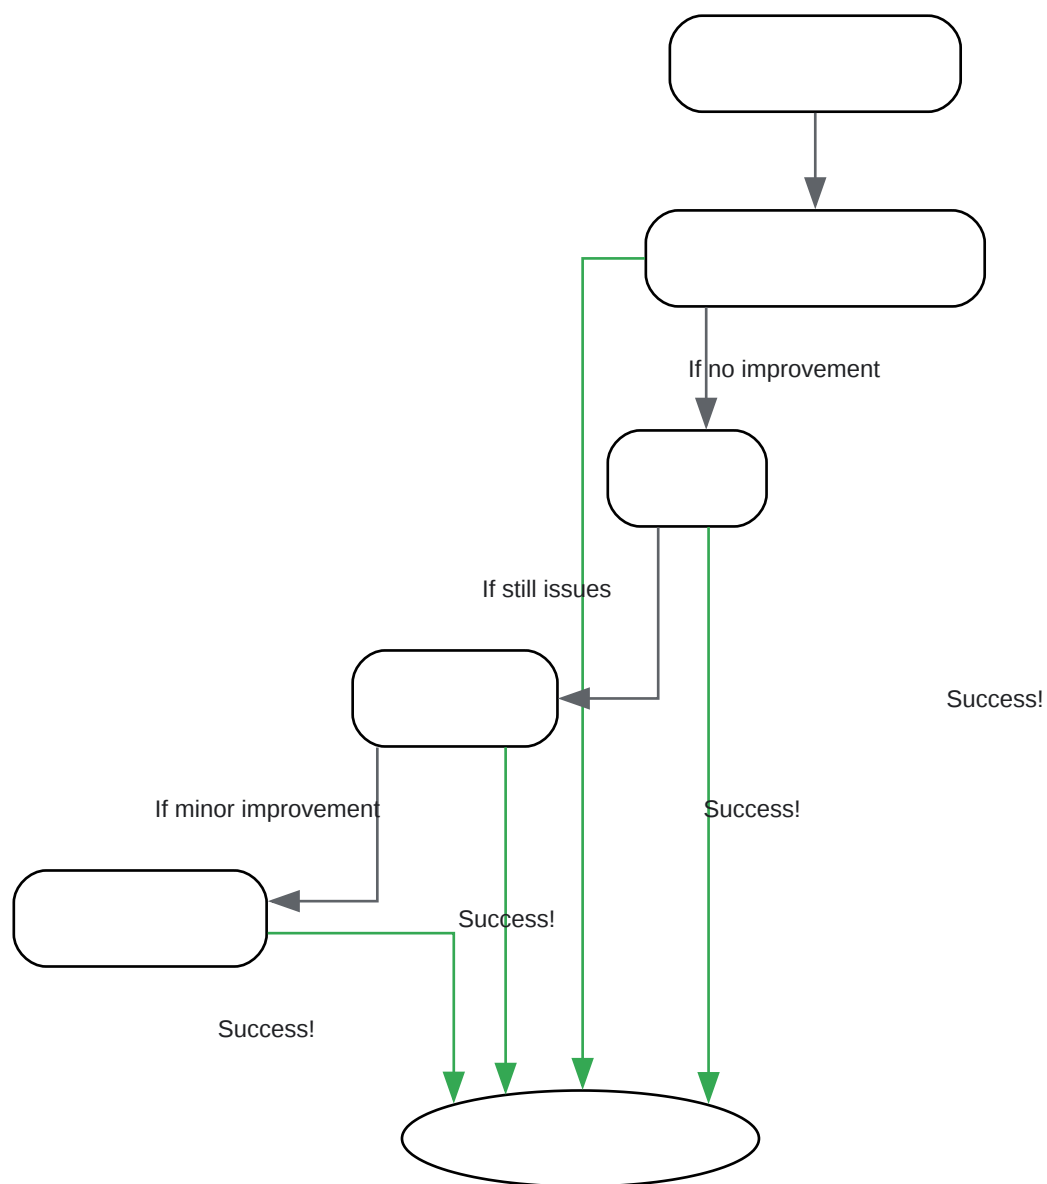 If no improvement
If still issues
Success!
If minor improvement
Success!
Success!
Success!